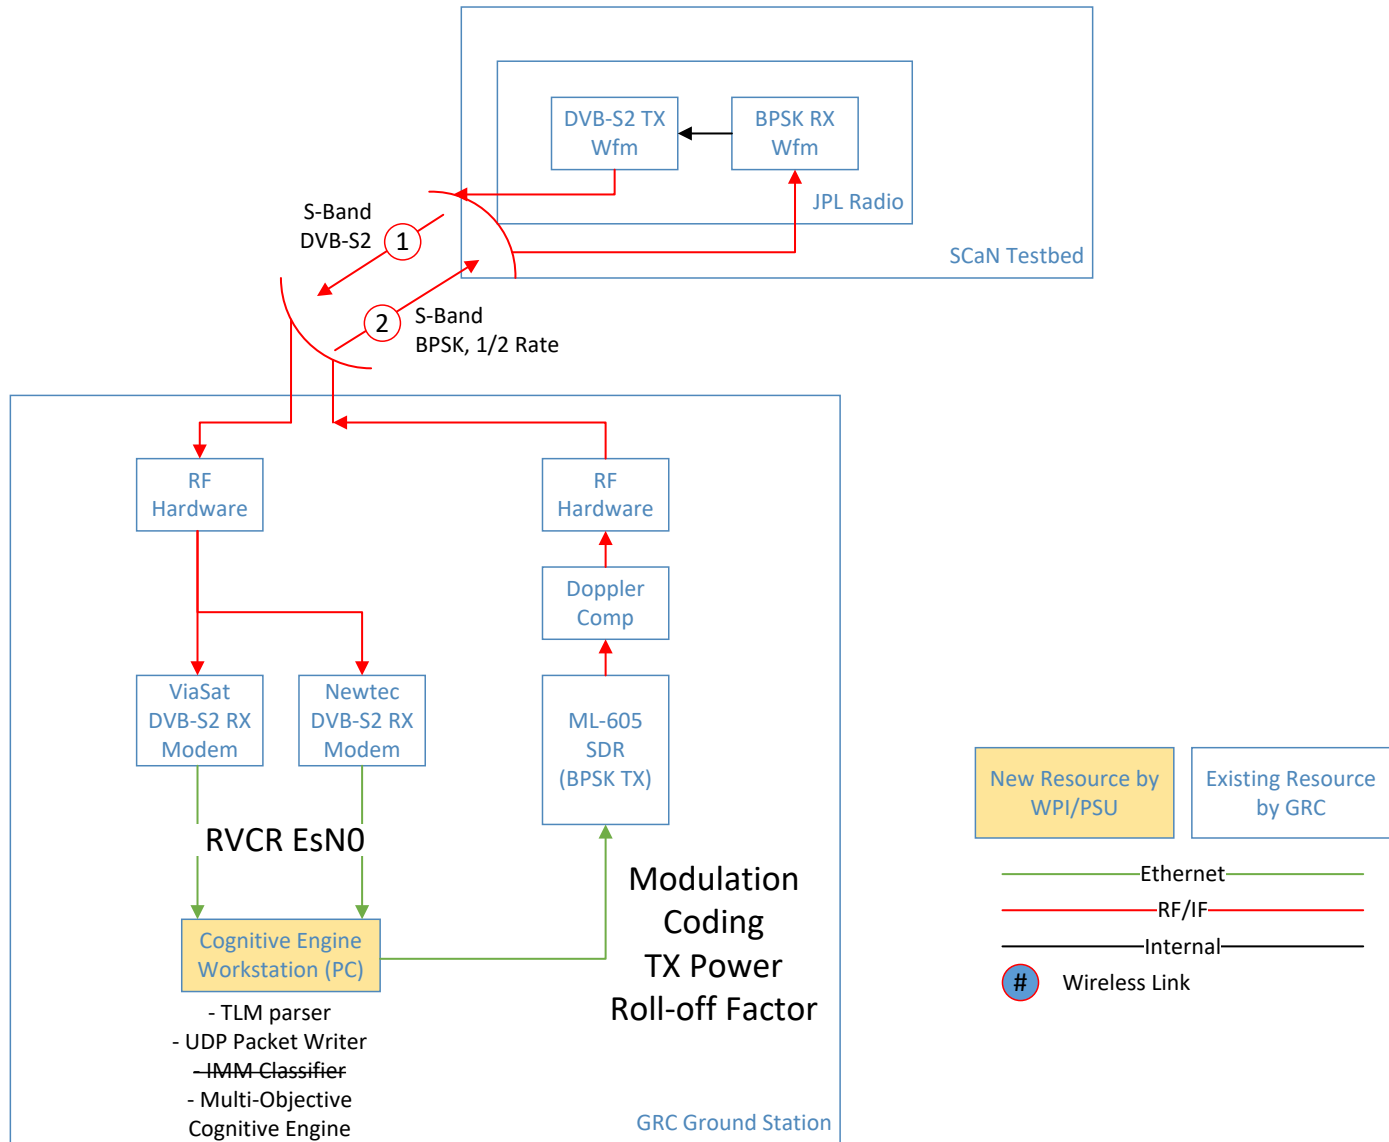 DVB-S2 TX
Wfm
BPSK RX
Wfm
JPL Radio
SCaN Testbed
S-Band
DVB-S2
1
2
S-Band
BPSK, 1/2 Rate
RF
Hardware
RF
Hardware
Doppler
Comp
ViaSat
DVB-S2 RX
Modem
Newtec
DVB-S2 RX
Modem
ML-605
SDR
(BPSK TX)
RVCR EsN0
Modulation
Coding
TX Power
Roll-off Factor
Cognitive Engine
Workstation (PC)
- TLM parser
- UDP Packet Writer
- IMM Classifier
- Multi-Objective
Cognitive Engine
GRC Ground Station
New Resource by
WPI/PSU
Existing Resource
by GRC
Ethernet
RF/IF
Internal
# Wireless Link